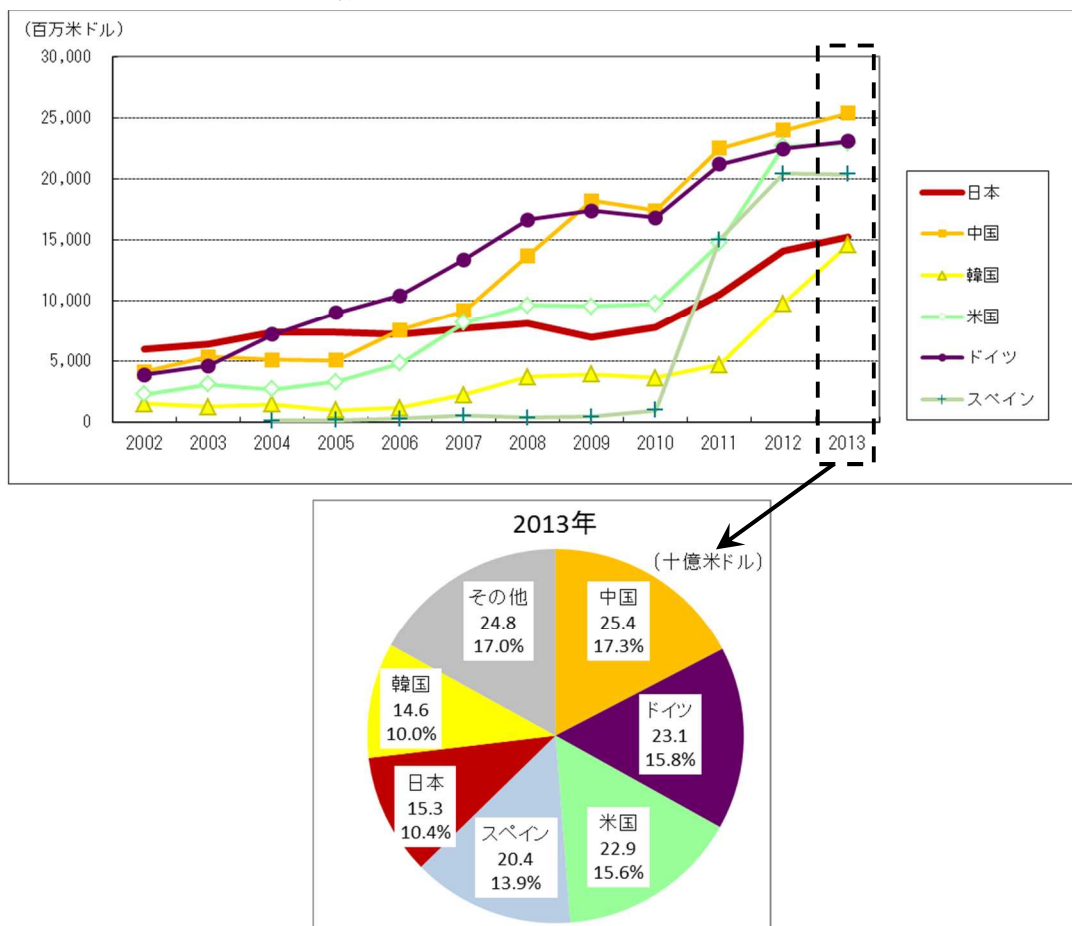 （百万米ドル）
30,000
25,000
20,000
15,000
10,000
5,000
0
2002 2003 2004 2005 2006 2007 2008 2009 2010 2011 2012 2013
日本
中国
韓国
米国
ドイツ
スペイン
2013年
（十億米ドル）
中国
25.4
17.3%
ドイツ
23.1
15.8%
米国
22.9
15.6%
スペイン
20.4
13.9%
日本
15.3
10.4%
韓国
14.6
10.0%
その他
24.8
17.0%